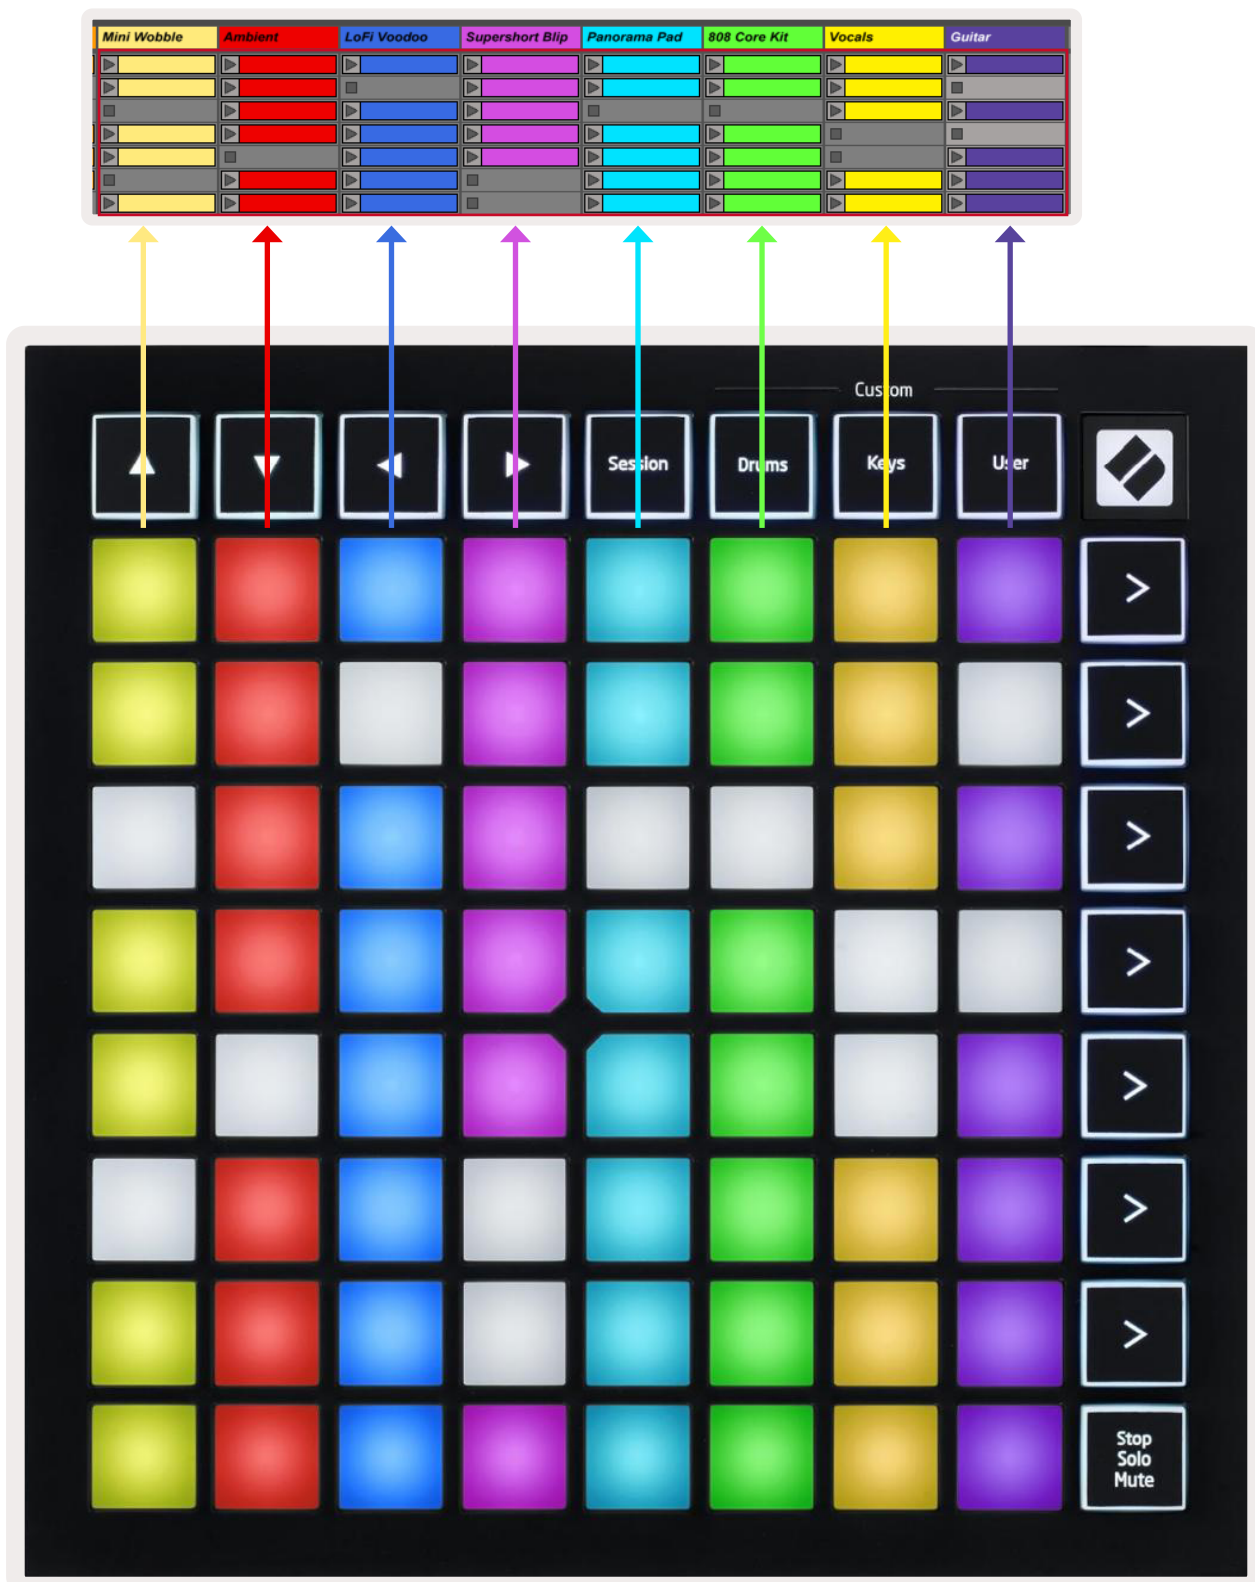 Mini Wobble Ambient LoFi Voodoo Supershort Blip Panorama Pad 808 Core Kit Vocals Guitar
Custom
Session Drums Keys User
Stop
Solo
Mute